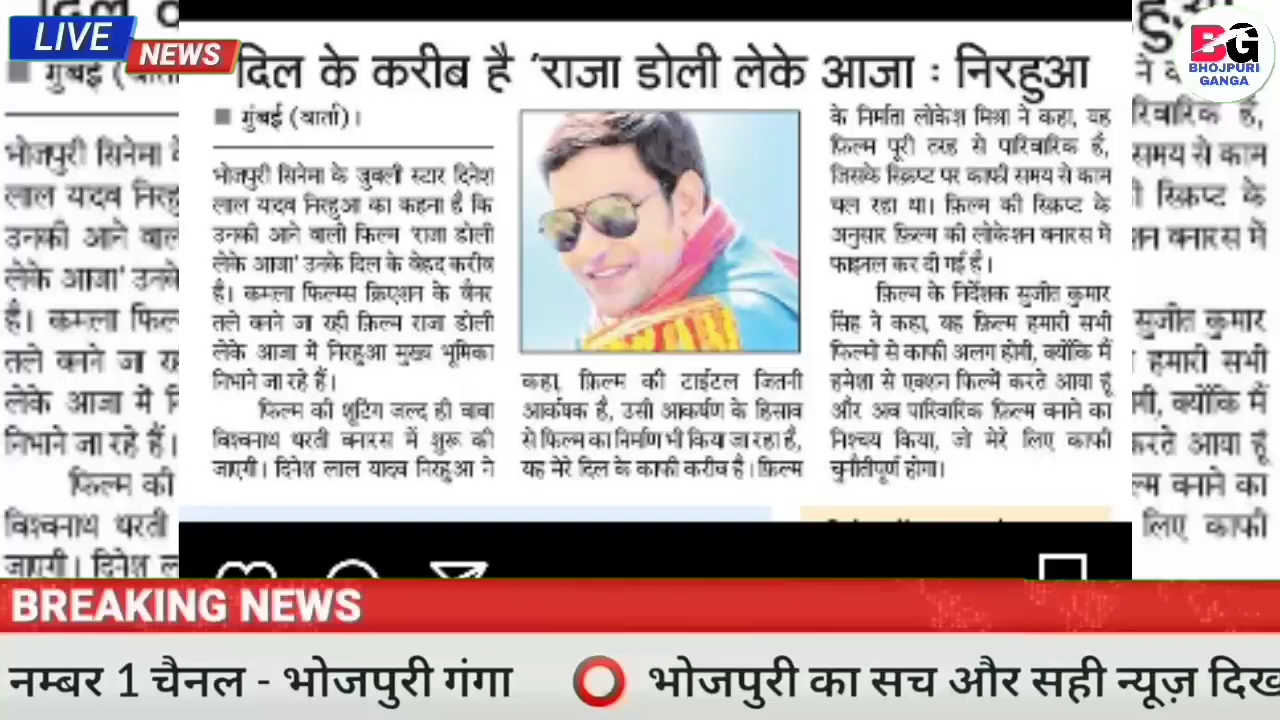 LIVE
NEWS
BG
BHOJPURI
GANGA
दिल के करीब है 'राजा डोली लेके आजा : निरहुआ
मुंबई (वार्ता)।
भोजपुरी सिनेमा के जुबली स्टार दिनेश
लाल यादव निरहुआ का कहना है कि
उनकी आने वाली फिल्म 'राजा डोली
लेके आजा' उनके दिल के बेहद करीब
है। कमला फिल्म्स क्रिएशन के बैनर
तले बनने जा रही फ़िल्म राज डोली
लेके आजा में निरहुआ मुख्य भूमिका
निभाने जा रहे हैं।
फिल्म की शूटिंग जल्द ही बाबा
विश्वनाथ धरती बनारस में शुरू की
जाएगी। दिनेश लाल यादव निरहुआ ने
कहा, फ़िल्म की टाईटल जितनी
आर्कषक है, उसी आकर्षण के हिसाब
से फिल्म का निर्माण भी किया जा रहा है,
यह मेरे दिल के काफी करीब है। फ़िल्म
के निर्माता लोकेश मिश्रा ने कहा, यह
फ़िल्म पूरी तरह से पारिवारिक है,
जिसके स्क्रिप्ट पर काफी समय से काम
चल रहा था। फ़िल्म की स्क्रिप्ट के
अनुसार फ़िल्म की लोकेशन बनारस में
फाइनल कर दी गई है।
फ़िल्म के निर्देशक सुजीत कुमार
सिंह ने कहा, यह फ़िल्म हमारी सभी
फिल्मो से काफी अलग होगी, क्योंकि मैं
हमेशा से एक्शन फिल्में करते आया हूं
और अब पारिवारिक फ़िल्म बनाने का
निश्चय किया, जो मेरे लिए काफी
चुनौतीपूर्ण होगा।
BREAKING NEWS
नम्बर 1 चैनल - भोजपुरी गंगा
भोजपुरी का सच और सही न्यूज़ दिख